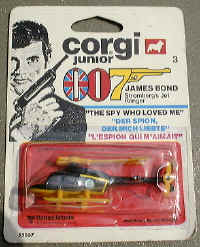 corgi
junior
007
3
JAMES BOND
Stromberg's Jet
Ranger
"THE SPY WHO LOVED ME"
"DER SPION,
DER MICH LIEBTE"
"L'ESPION QUI M'AIMAIT"